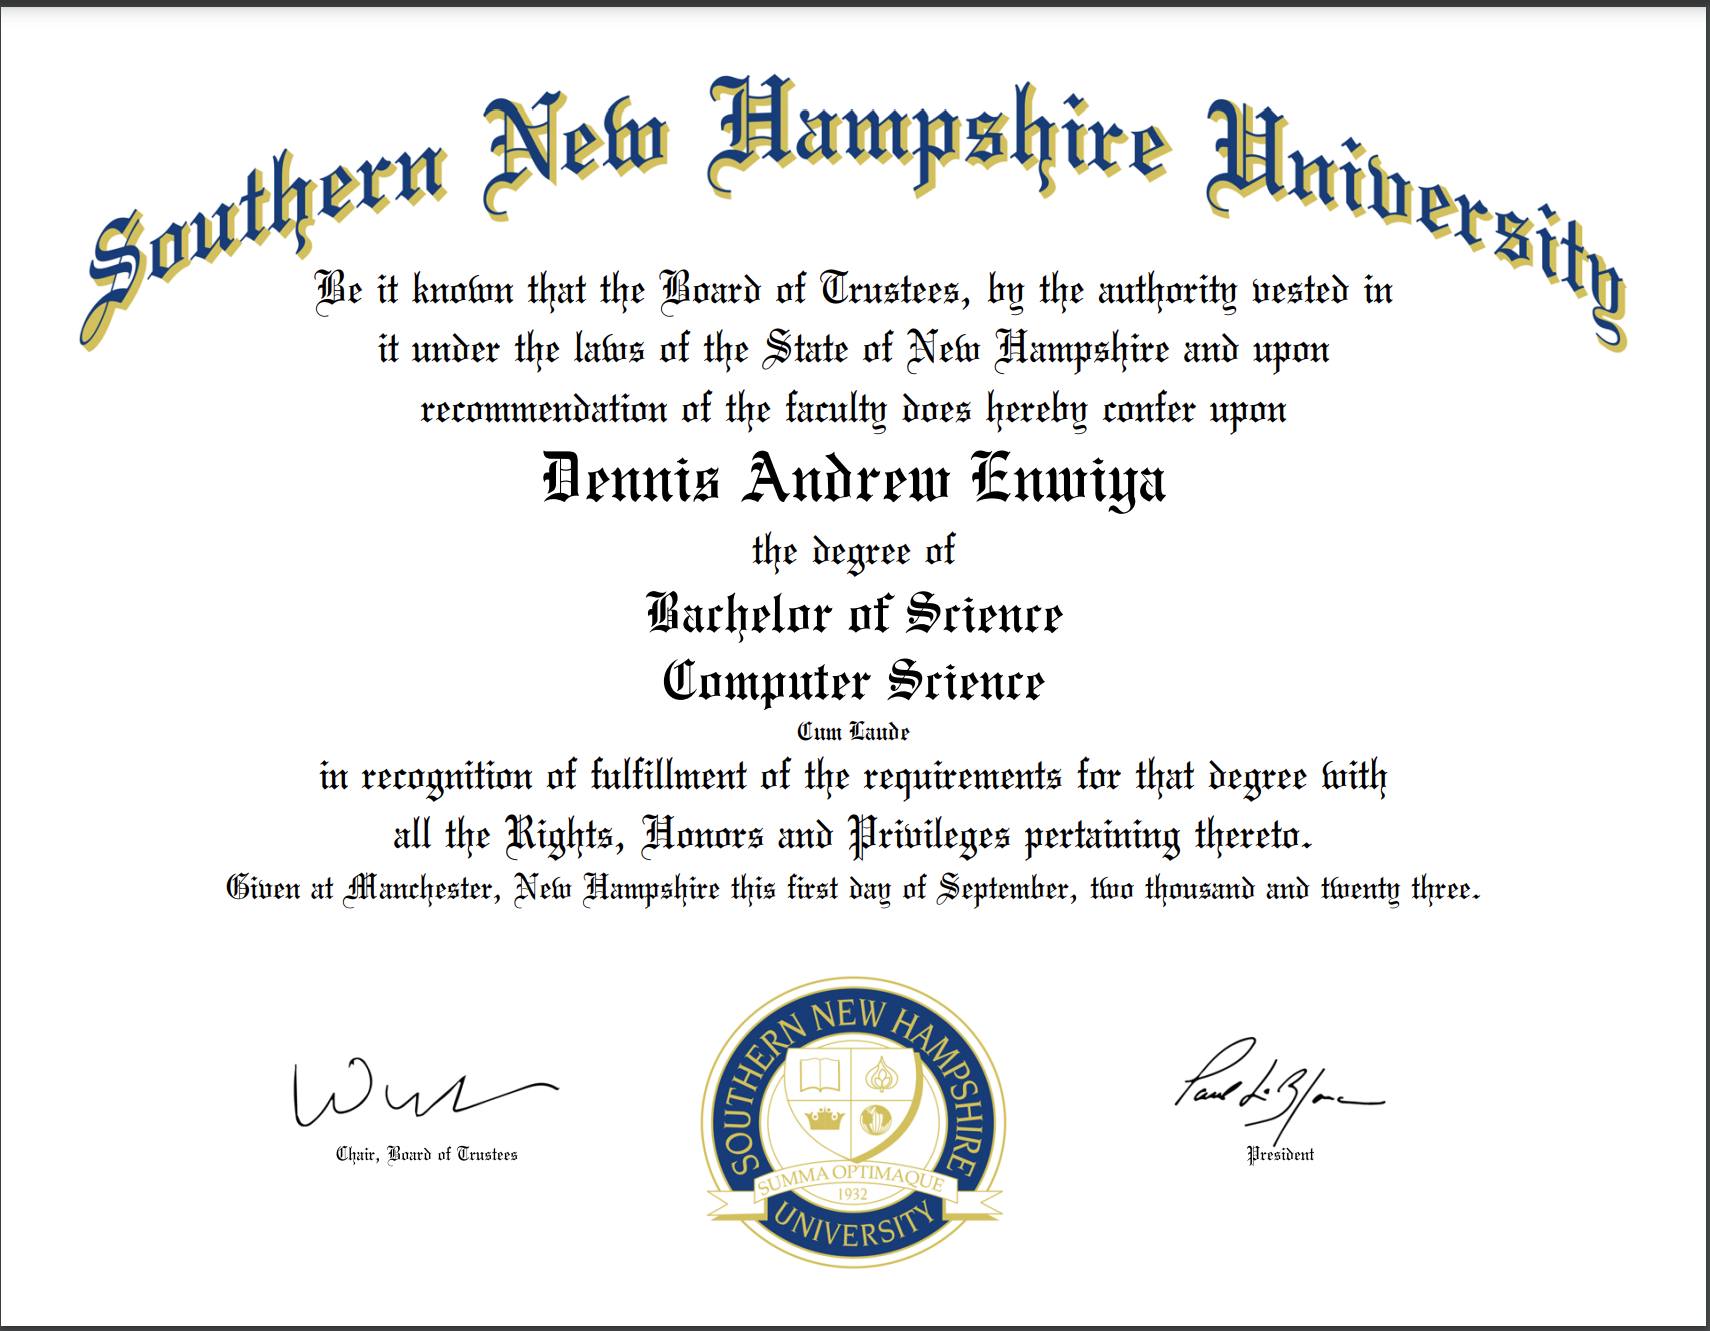 Southern New Hampshire University
Be it known that the Board of Trustees, by the authority vested in
it under the laws of the State of New Hampshire and upon
recommendation of the faculty does hereby confer upon
Dennis Andrew Enwiya
the degree of
Bachelor of Science
Computer Science
Cum Laude
in recognition of fulfillment of the requirements for that degree with
all the Rights, Honors and Privileges pertaining thereto.
Given at Manchester, New Hampshire this first day of September, two thousand and twenty three.
SOUTHERN NEW HAMPSHIRE
SUMMA OPTIMAQUE
1932
UNIVERSITY
Chair, Board of Trustees
Paul LeBlanc
President